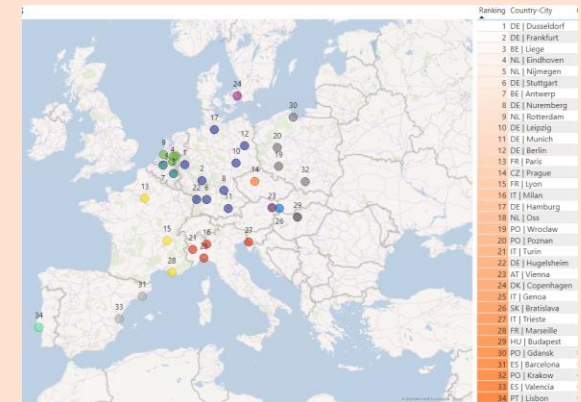 Ranking Country-City
1 DE | Dusseldorf
2 DE | Frankfurt
3 BE | Liege
4 NL | Eindhoven
5 NL | Nijmegen
6 DE | Stuttgart
7 BE | Antwerp
8 DE | Nuremberg
9 NL | Rotterdam
10 DE | Leipzig
11 DE | Munich
12 DE | Berlin
13 FR | Paris
14 CZ | Prague
15 FR | Lyon
16 IT | Milan
17 DE | Hamburg
18 NL | Oss
19 PO | Wroclaw
20 PO | Poznan
21 IT | Turin
22 DE | Hugelsheim
23 AT | Vienna
24 DK | Copenhagen
25 IT | Genoa
26 SK | Bratislava
27 IT | Trieste
28 FR | Marseille
29 HU | Budapest
30 PO | Gdansk
31 ES | Barcelona
32 PO | Krakow
33 ES | Valencia
34 PT | Lisbon
24
30
17
12
20
9
4
1
10
19
7
2
8
14
32
22
6
11
13
23
26
29
15
21
16
27
28
31
33
34